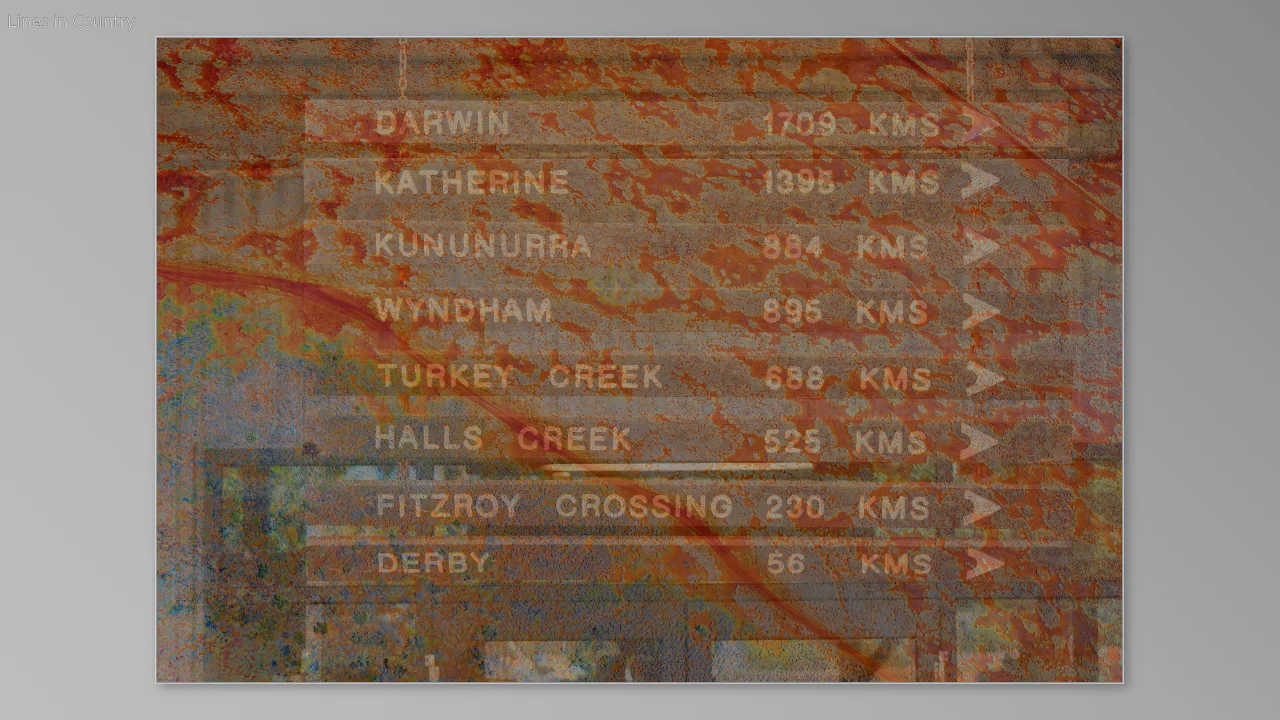 Lines in Country
DARWIN 1709 KMS
KATHERINE 1395 KMS
KUNUNURRA 884 KMS
WYNDHAM 895 KMS
TURKEY CREEK 688 KMS
HALLS CREEK 525 KMS
FITZROY CROSSING 230 KMS
DERBY 56 KMS